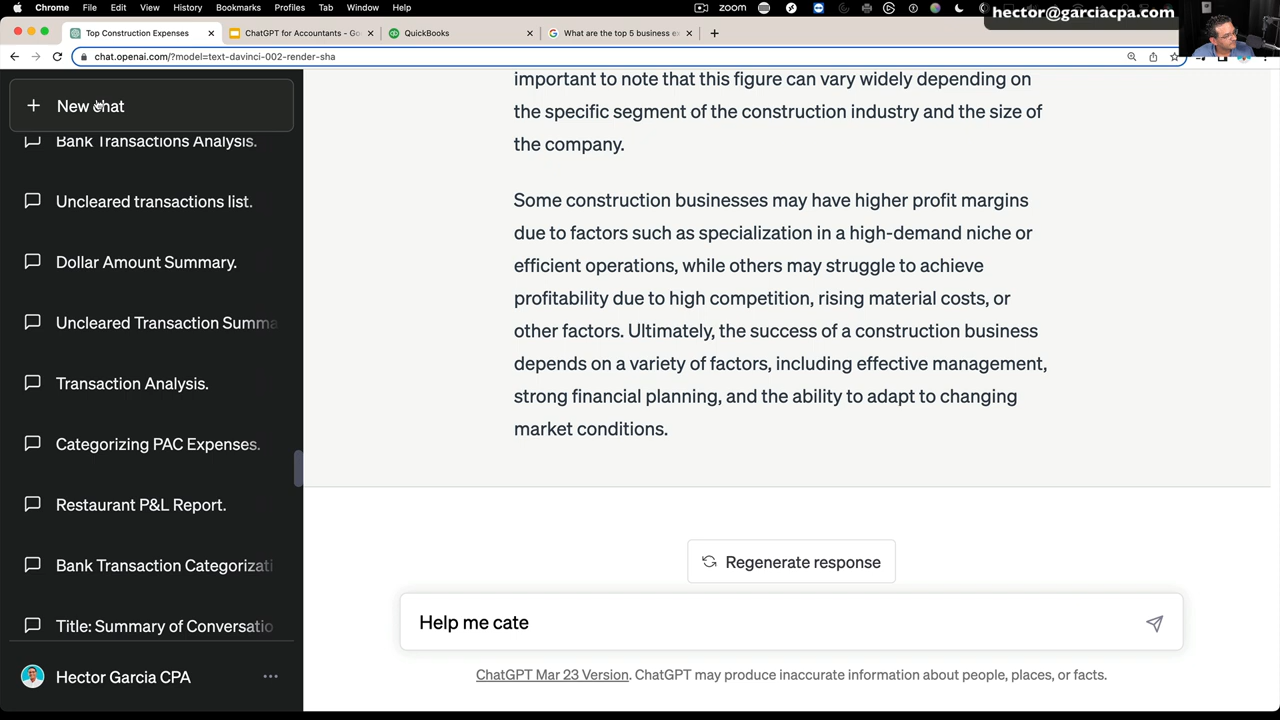 Chrome File Edit View History Bookmarks Profiles Tab Window Help
zoom
hector@garciacpa.com
Top Construction Expenses
ChatGPT for Accountants - Go
QuickBooks
What are the top 5 business e
chat.openai.com/?model=text-davinci-002-render-sha
New chat
Bank Transactions Analysis.
Uncleared transactions list.
Dollar Amount Summary.
Uncleared Transaction Summa
Transaction Analysis.
Categorizing PAC Expenses.
Restaurant P&L Report.
Bank Transaction Categorizati
Title: Summary of Conversatio
Hector Garcia CPA
important to note that this figure can vary widely depending on
the specific segment of the construction industry and the size of
the company.
Some construction businesses may have higher profit margins
due to factors such as specialization in a high-demand niche or
efficient operations, while others may struggle to achieve
profitability due to high competition, rising material costs, or
other factors. Ultimately, the success of a construction business
depends on a variety of factors, including effective management,
strong financial planning, and the ability to adapt to changing
market conditions.
Regenerate response
Help me cate
ChatGPT Mar 23 Version. ChatGPT may produce inaccurate information about people, places, or facts.